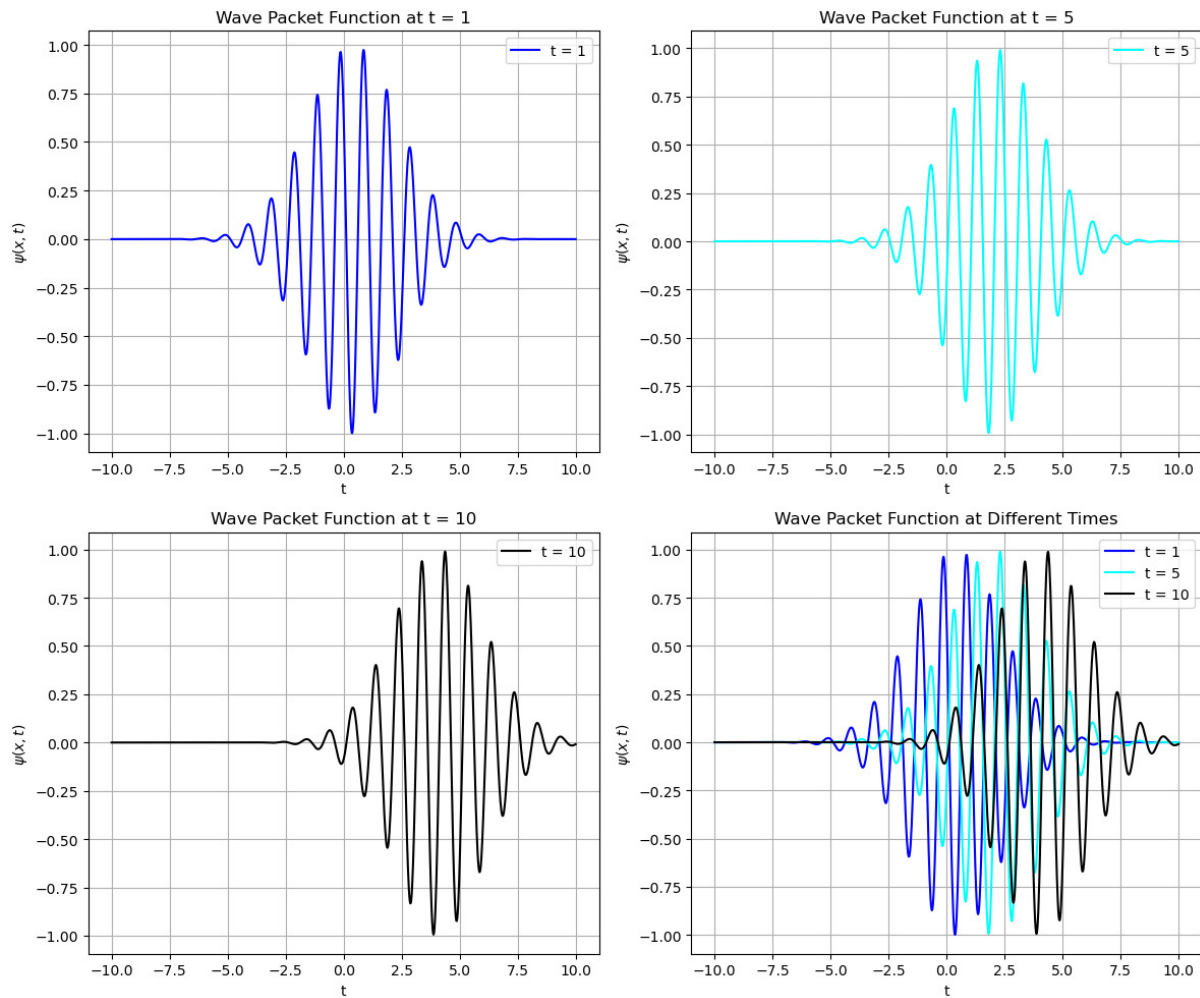 Wave Packet Function at t = 1
t = 1
1.00
0.75
0.50
0.25
0.00
−0.25
−0.50
−0.75
−1.00
ψ(x, t)
−10.0 −7.5 −5.0 −2.5 0.0 2.5 5.0 7.5 10.0
t
Wave Packet Function at t = 5
t = 5
1.00
0.75
0.50
0.25
0.00
−0.25
−0.50
−0.75
−1.00
ψ(x, t)
−10.0 −7.5 −5.0 −2.5 0.0 2.5 5.0 7.5 10.0
t
Wave Packet Function at t = 10
t = 10
1.00
0.75
0.50
0.25
0.00
−0.25
−0.50
−0.75
−1.00
ψ(x, t)
−10.0 −7.5 −5.0 −2.5 0.0 2.5 5.0 7.5 10.0
t
Wave Packet Function at Different Times
t = 1
t = 5
t = 10
1.00
0.75
0.50
0.25
0.00
−0.25
−0.50
−0.75
−1.00
ψ(x, t)
−10.0 −7.5 −5.0 −2.5 0.0 2.5 5.0 7.5 10.0
t